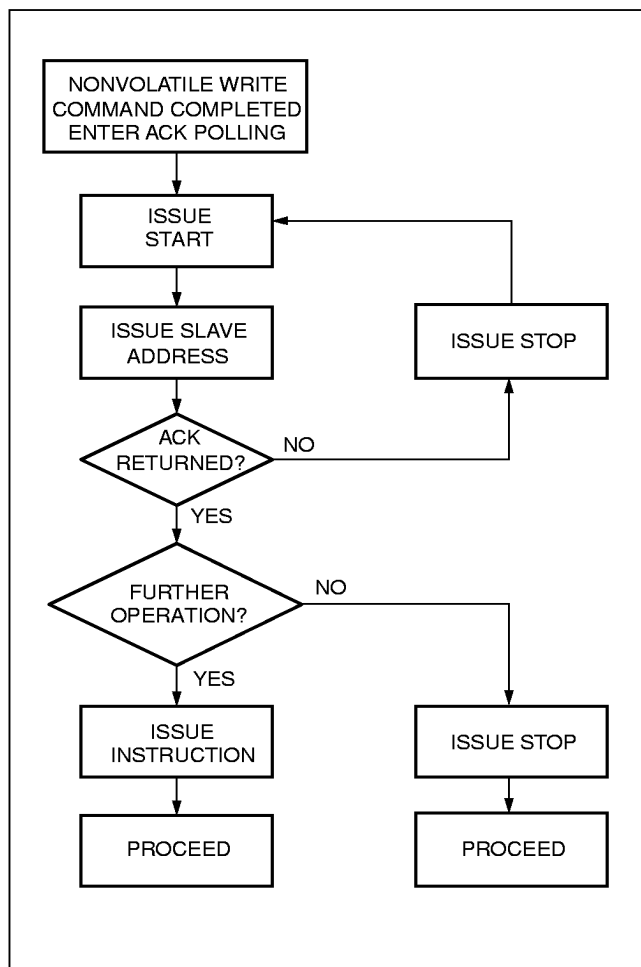 NONVOLATILE WRITE
COMMAND COMPLETED
ENTER ACK POLLING
ISSUE
START
ISSUE SLAVE
ADDRESS
ISSUE STOP
ACK
RETURNED?
NO
YES
FURTHER
OPERATION?
NO
YES
ISSUE
INSTRUCTION
ISSUE STOP
PROCEED
PROCEED